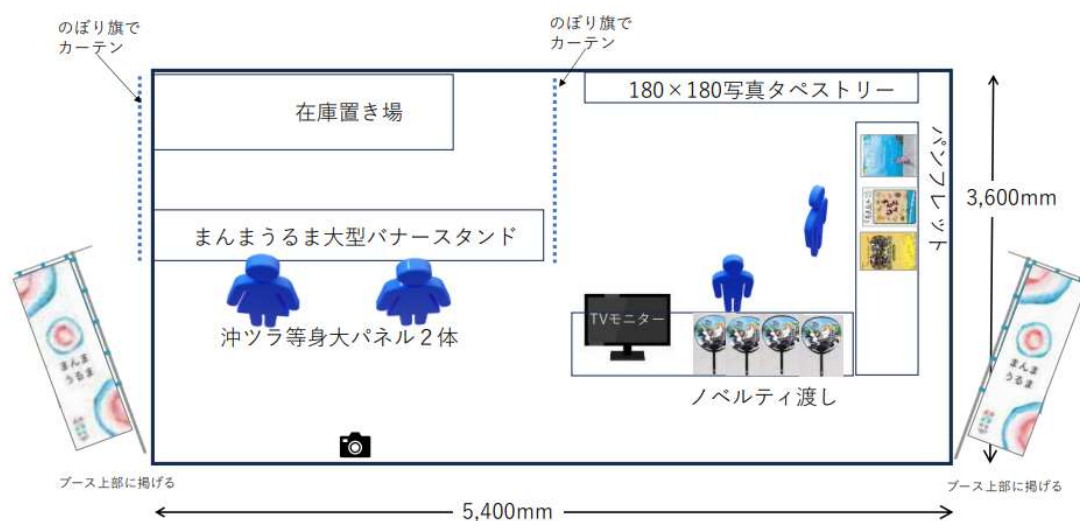 のぼり旗で
カーテン
のぼり旗で
カーテン
在庫置き場
180×180写真タペストリー
パンフレット
3,600mm
まんまうるま大型バナースタンド
TVモニター
沖ツラ等身大パネル２体
ノベルティ渡し
まんま
うるま
まんま
うるま
ブース上部に掲げる
ブース上部に掲げる
5,400mm